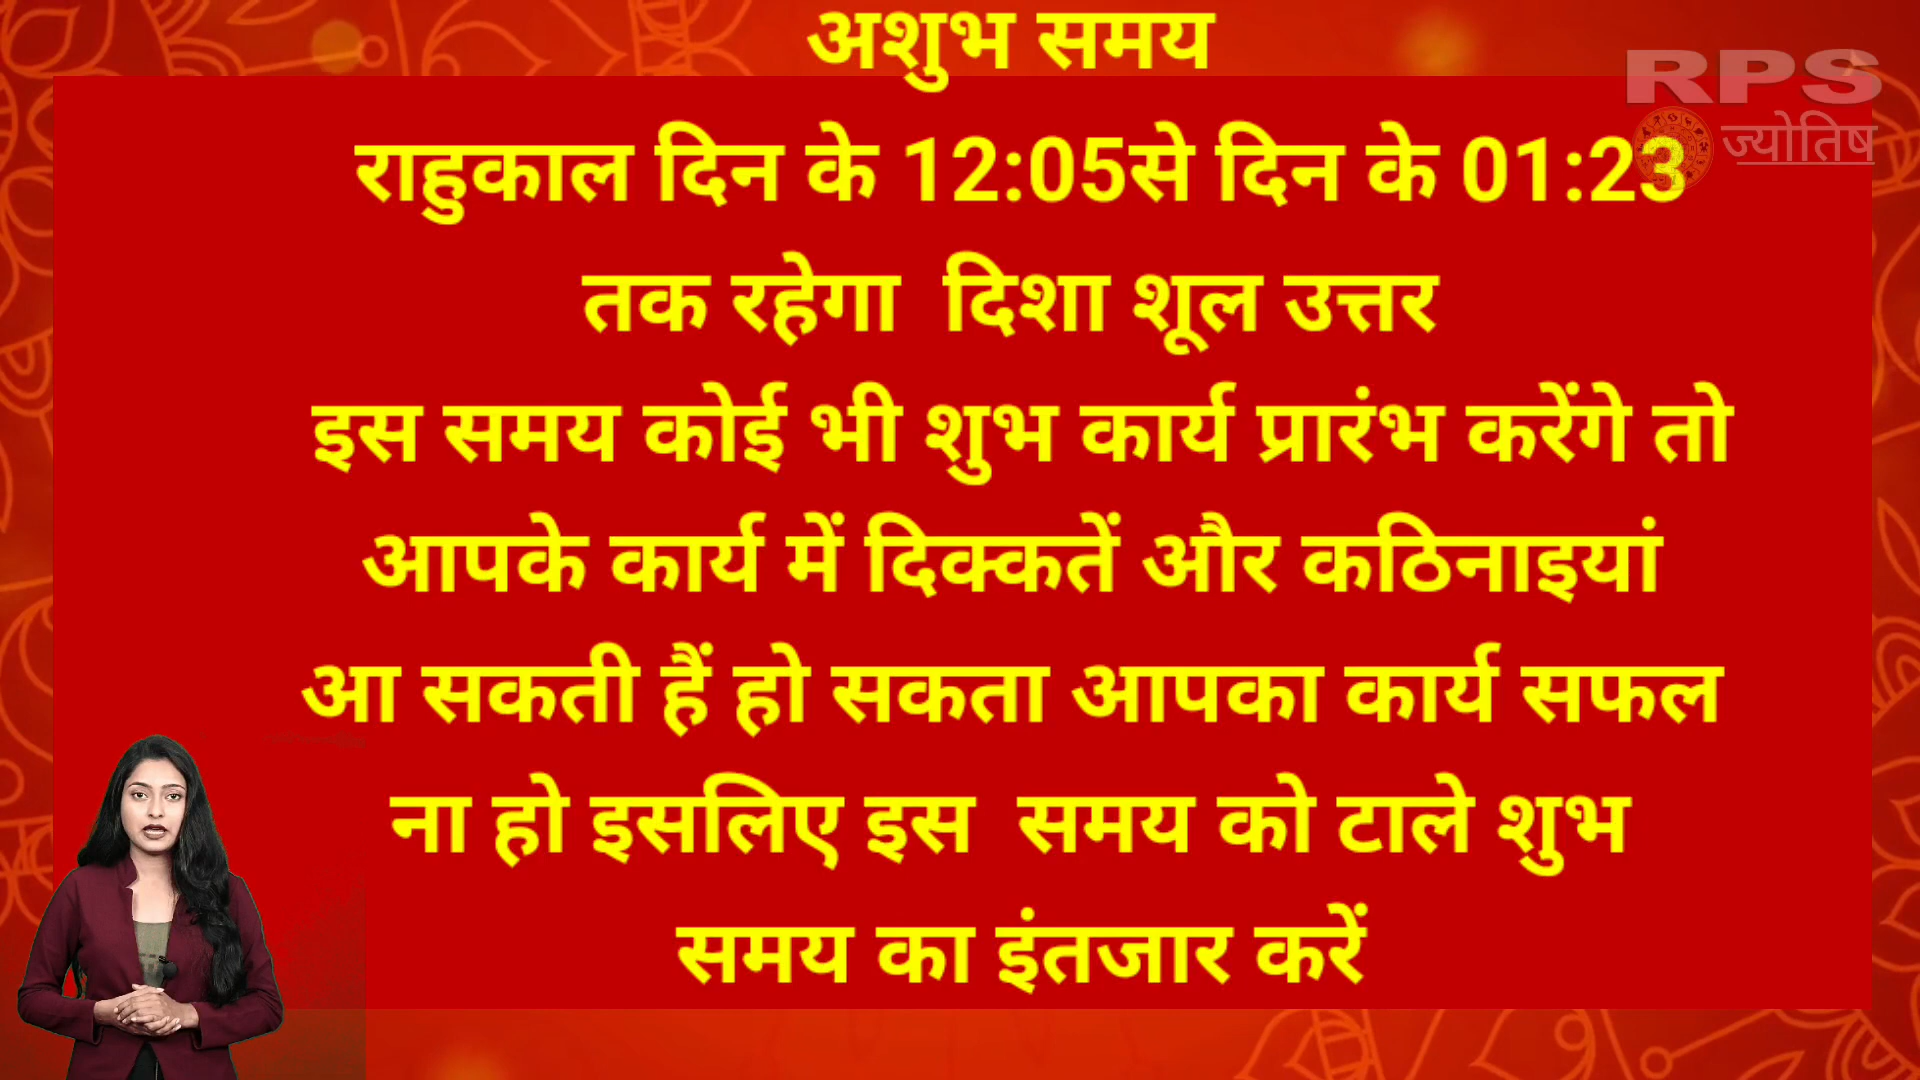 अशुभ समय
RPS
ज्योतिष
राहुकाल दिन के 12:05से दिन के 01:23
तक रहेगा दिशा शूल उत्तर
इस समय कोई भी शुभ कार्य प्रारंभ करेंगे तो
आपके कार्य में दिक्कतें और कठिनाइयां
आ सकती हैं हो सकता आपका कार्य सफल
ना हो इसलिए इस समय को टाले शुभ
समय का इंतजार करें